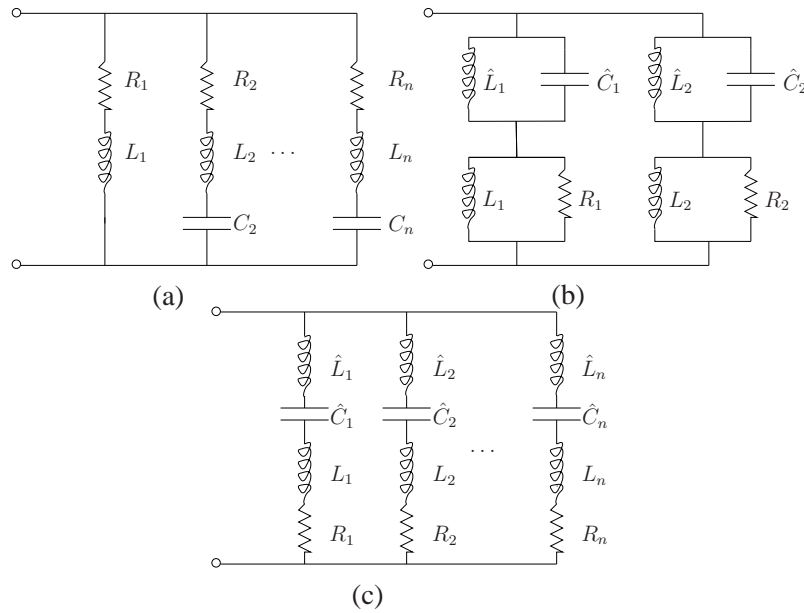 R₁ R₂ Rₙ
L₁ L₂ ··· Lₙ
C₂ Cₙ
(a)
L̂₁ Ĉ₁ L̂₂ Ĉ₂
L₁ R₁ L₂ R₂
(b)
L̂₁ L̂₂ L̂ₙ
Ĉ₁ Ĉ₂ Ĉₙ
L₁ L₂ ··· Lₙ
R₁ R₂ Rₙ
(c)